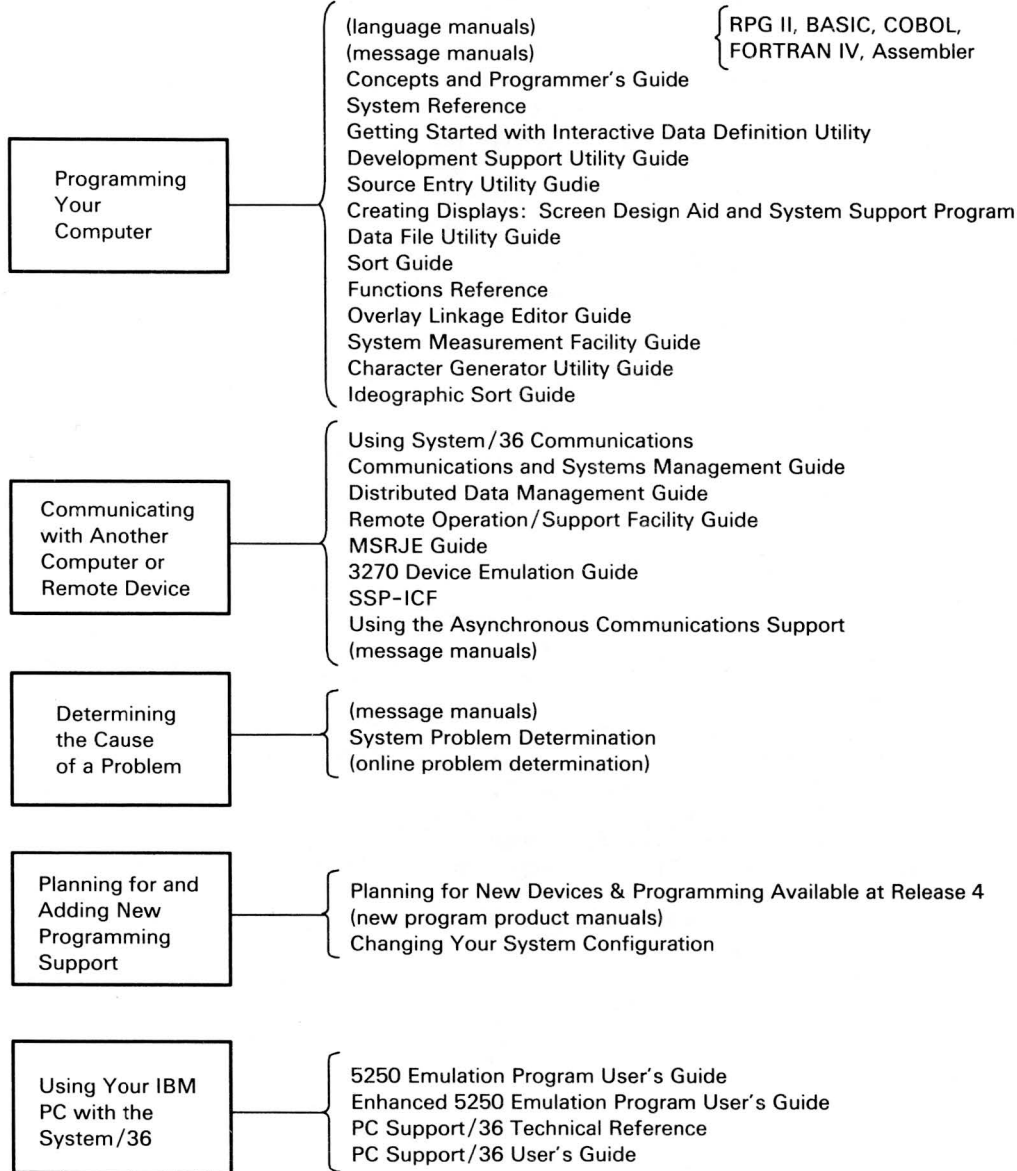 Programming
Your
Computer
(language manuals)
RPG II, BASIC, COBOL,
FORTRAN IV, Assembler
(message manuals)
Concepts and Programmer's Guide
System Reference
Getting Started with Interactive Data Definition Utility
Development Support Utility Guide
Source Entry Utility Gudie
Creating Displays: Screen Design Aid and System Support Program
Data File Utility Guide
Sort Guide
Functions Reference
Overlay Linkage Editor Guide
System Measurement Facility Guide
Character Generator Utility Guide
Ideographic Sort Guide
Communicating
with Another
Computer or
Remote Device
Using System/36 Communications
Communications and Systems Management Guide
Distributed Data Management Guide
Remote Operation/Support Facility Guide
MSRJE Guide
3270 Device Emulation Guide
SSP-ICF
Using the Asynchronous Communications Support
(message manuals)
Determining
the Cause
of a Problem
(message manuals)
System Problem Determination
(online problem determination)
Planning for and
Adding New
Programming
Support
Planning for New Devices & Programming Available at Release 4
(new program product manuals)
Changing Your System Configuration
Using Your IBM
PC with the
System/36
5250 Emulation Program User's Guide
Enhanced 5250 Emulation Program User's Guide
PC Support/36 Technical Reference
PC Support/36 User's Guide